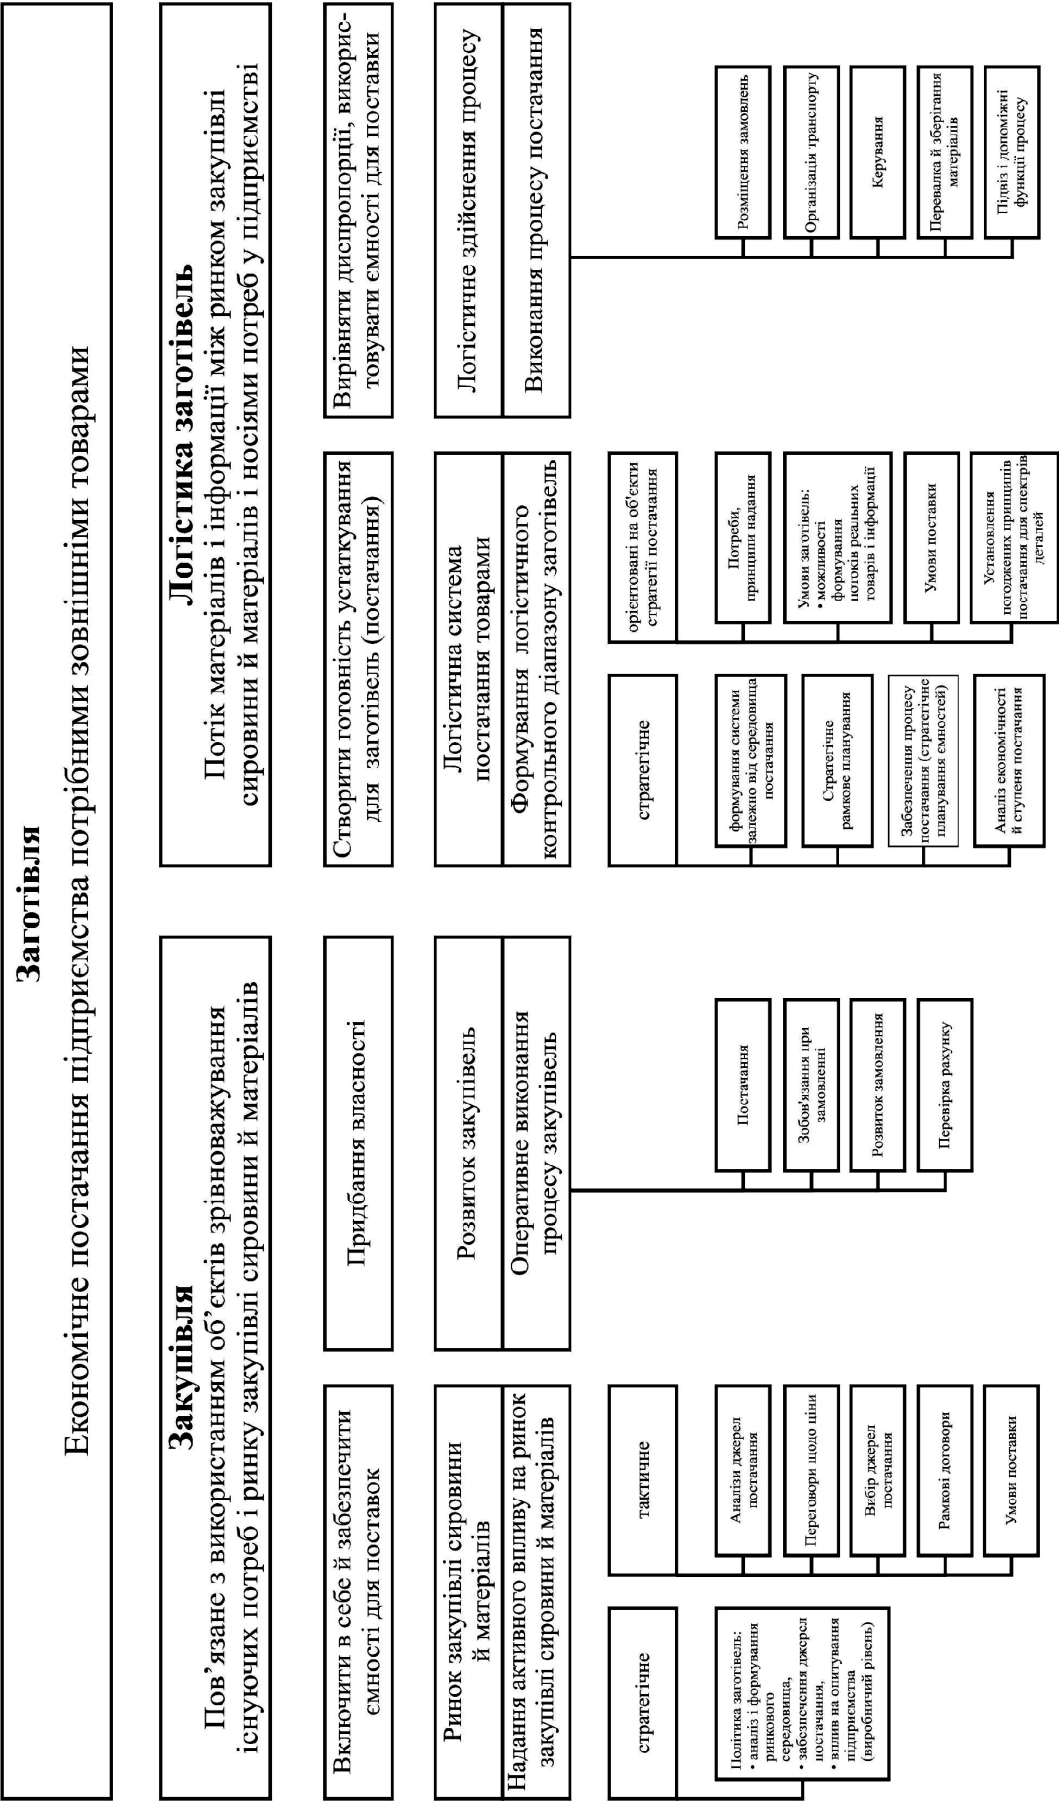 Заготівля
Економічне постачання підприємства потрібними зовнішніми товарами
Закупівля
Пов’язане з використанням об’єктів зрівноважування
існуючих потреб і ринку закупівлі сировини й матеріалів
Логістика заготівель
Потік матеріалів і інформації між ринком закупівлі
сировини й матеріалів і носіями потреб у підприємстві
Включити в себе й забезпечити
ємності для поставок
Придбання власності
Створити готовність устаткування
для заготівель (постачання)
Вирівняти диспропорції, викорис-
товувати ємності для поставки
Ринок закупівлі сировини
й матеріалів
Надання активного впливу на ринок
закупівлі сировини й матеріалів
Розвиток закупівель
Оперативне виконання
процесу закупівель
Логістична система
постачання товарами
Формування логістичного
контрольного діапазону заготівель
Логістичне здійснення процесу
Виконання процесу постачання
стратегічне
Політика заготівель:
• аналіз і формування
ринкового
середовища,
• забезпечення джерел
постачання,
• вплив на опитування
підприємства
(виробничий рівень)
тактичне
Аналізи джерел
постачання
Переговори щодо ціни
Вибір джерел
постачання
Рамкові договори
Умови поставки
Постачання
Зобов'язання при
замовленні
Розвиток замовлення
Перевірка рахунку
стратегічне
формування системи
залежно від середовища
постачання
Стратегічне
рамкове планування
Забезпечення процесу
постачання (стратегічне
планування ємностей)
Аналіз економічності
й ступеня постачання
орієнтовані на об'єкти
стратегії постачання
Потреби,
принципи надання
Умови заготівель:
• можливості
формування
потоків реальних
товарів і інформації
Умови поставки
Установлення
погоджених принципів
постачання для спектрів
деталей
Розміщення замовлень
Організація транспорту
Керування
Перевалка й зберігання
матеріалів
Підвіз і допоміжні
функції процесу